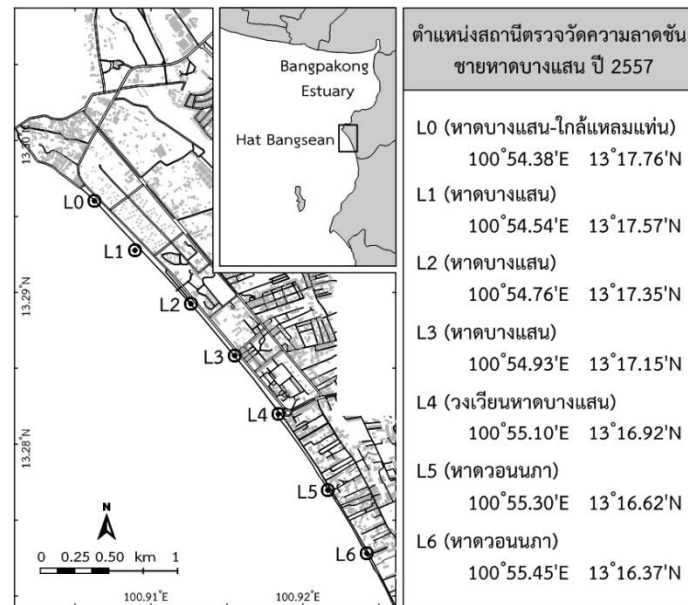 Bangpakong
Estuary
Hat Bangsean
L0
L1
L2
L3
L4
L5
L6
13.30°N
13.29°N
13.28°N
N
0 0.25 0.50 km 1
100.91°E 100.92°E
ตำแหน่งสถานีตรวจวัดความลาดชัน
ชายหาดบางแสน ปี 2557
L0 (หาดบางแสน-ใกล้แหลมแท่น)
100°54.38'E 13°17.76'N
L1 (หาดบางแสน)
100°54.54'E 13°17.57'N
L2 (หาดบางแสน)
100°54.76'E 13°17.35'N
L3 (หาดบางแสน)
100°54.93'E 13°17.15'N
L4 (วงเวียนหาดบางแสน)
100°55.10'E 13°16.92'N
L5 (หาดวอนนภา)
100°55.30'E 13°16.62'N
L6 (หาดวอนนภา)
100°55.45'E 13°16.37'N